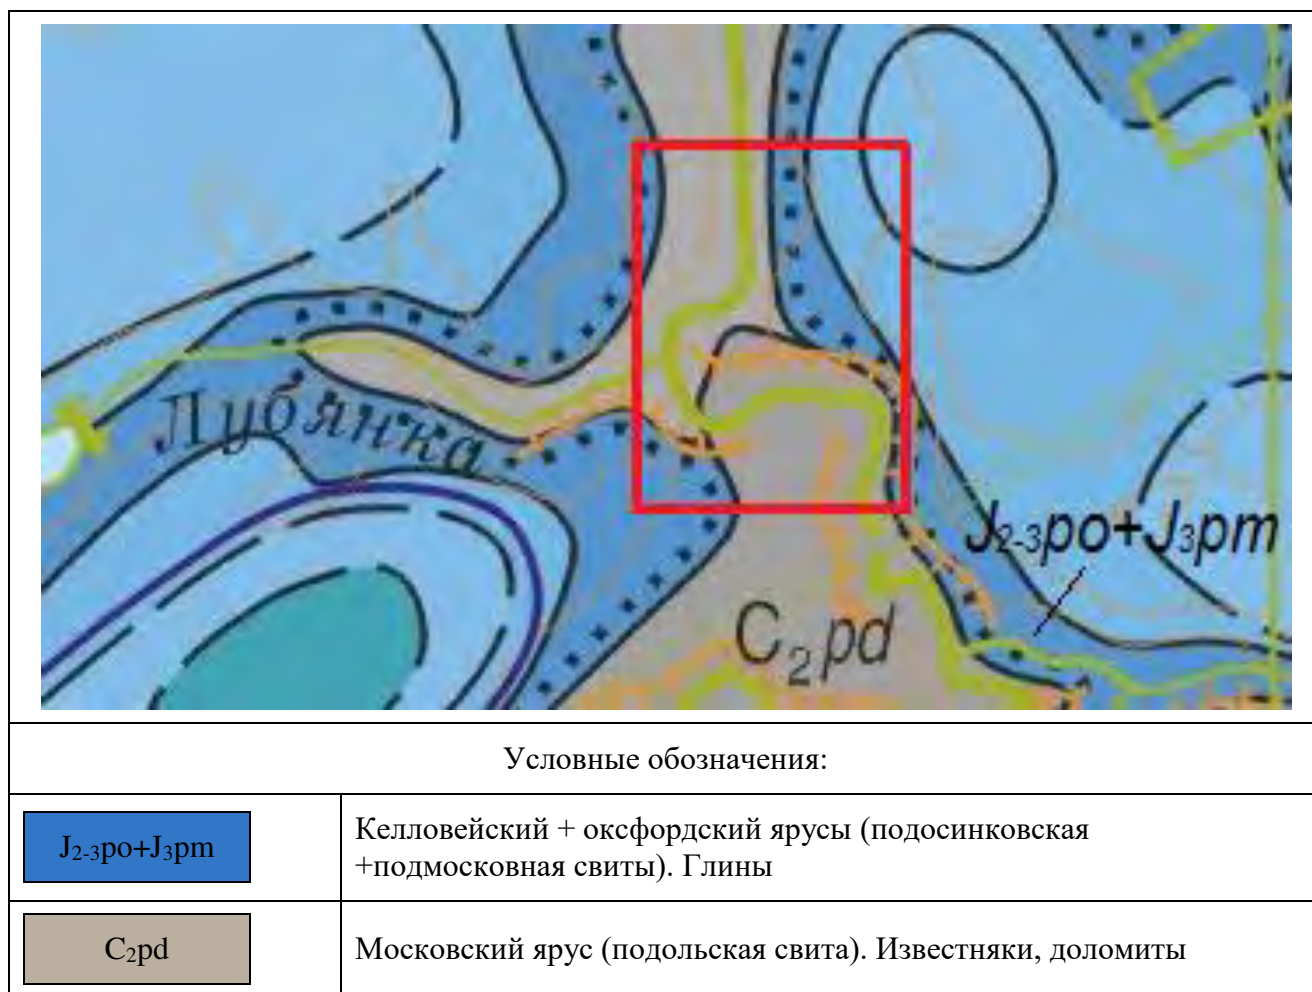 Лубянка
J₂₋₃po+J₃pm
C₂pd
Условные обозначения:
J₂₋₃po+J₃pm
Келловейский + оксфордский ярусы (подосинковская
+подмосковная свиты). Глины
C₂pd
Московский ярус (подольская свита). Известняки, доломиты